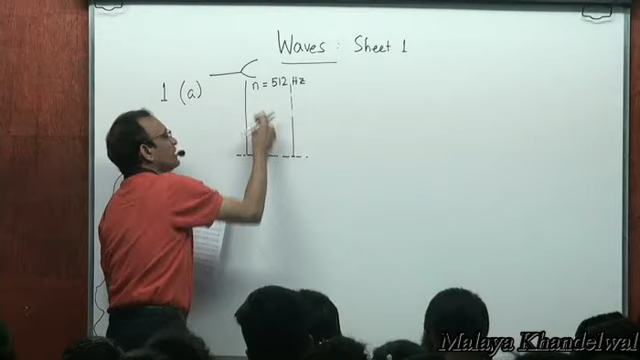 Waves : Sheet 1
1 (a)
n = 512 Hz
Malaya Khandelwal